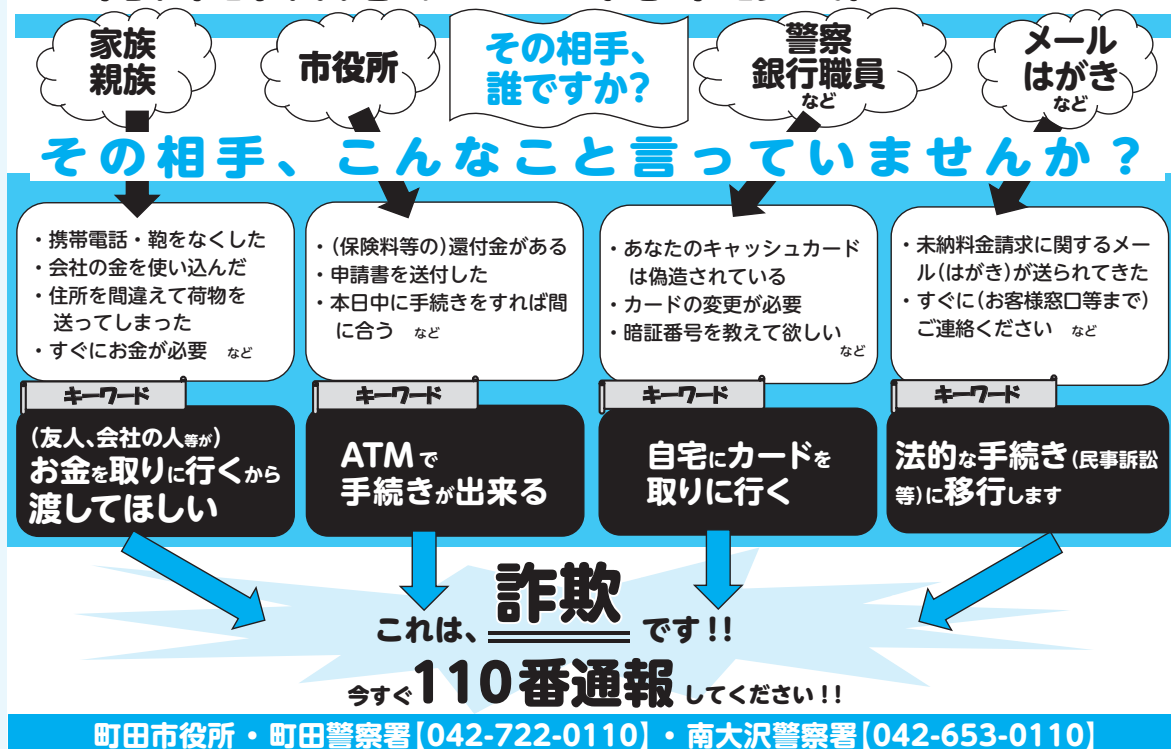 家族
親族
市役所
その相手、
誰ですか?
警察
銀行職員
など
メール
はがき
など
その相手、こんなこと言っていませんか？
・携帯電話・鞄をなくした
・会社の金を使い込んだ
・住所を間違えて荷物を
送ってしまった
・すぐにお金が必要 など
・(保険料等の)還付金がある
・申請書を送付した
・本日中に手続きをすれば間
に合う など
・あなたのキャッシュカード
は偽造されている
・カードの変更が必要
・暗証番号を教えて欲しい
など
・未納料金請求に関するメー
ル(はがき)が送られてきた
・すぐに(お客様窓口等まで)
ご連絡ください など
キーワード
(友人、会社の人等が)
お金を取りに行くから
渡してほしい
キーワード
ATMで
手続きが出来る
キーワード
自宅にカードを
取りに行く
キーワード
法的な手続き(民事訴訟
等)に移行します
これは、詐欺です!!
今すぐ110番通報してください!!
町田市役所・町田警察署【042-722-0110】・南大沢警察署【042-653-0110】